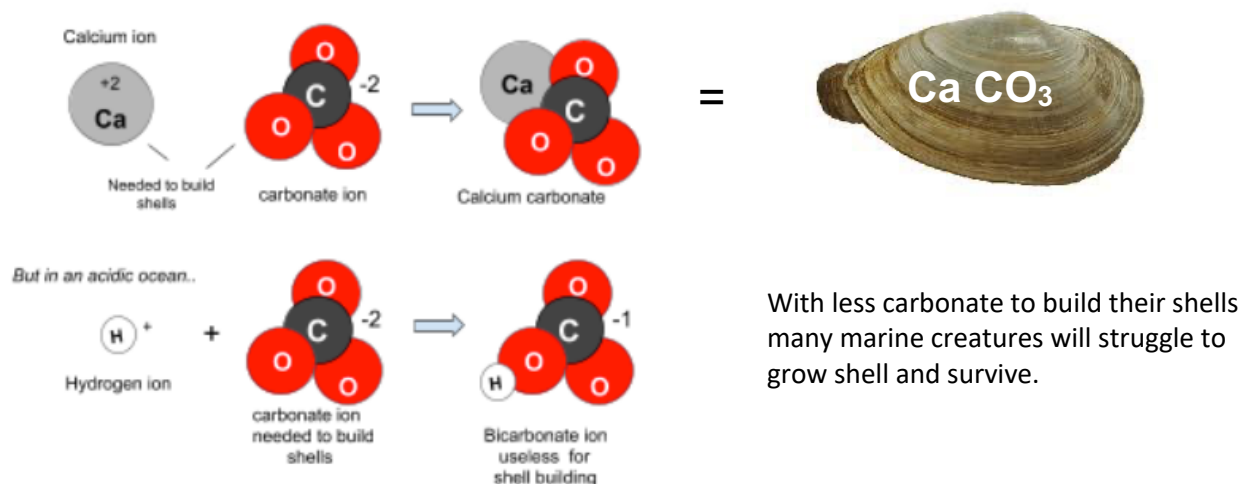 Calcium ion
+2
Ca
Needed to build
shells
O
C
O
O
-2
carbonate ion
Ca
O
C
O
O
Calcium carbonate
=
Ca CO₃
But in an acidic ocean..
H +
Hydrogen ion
+
O
C
O
O
-2
carbonate ion
needed to build
shells
O
C
O
O
H
-1
Bicarbonate ion
useless for
shell building
With less carbonate to build their shells
many marine creatures will struggle to
grow shell and survive.